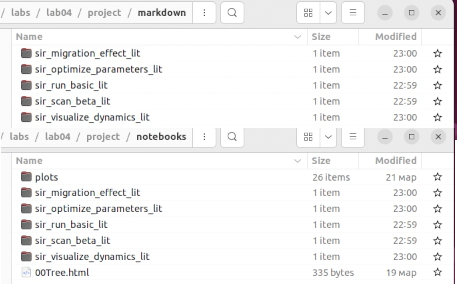 / labs / lab04 / project / markdown
Name Size Modified
sir_migration_effect_lit 1 item 23:00
sir_optimize_parameters_lit 1 item 23:00
sir_run_basic_lit 1 item 22:59
sir_scan_beta_lit 1 item 22:59
sir_visualize_dynamics_lit 1 item 23:00
/ labs / lab04 / project / notebooks
Name Size Modified
plots 26 items 21 мар
sir_migration_effect_lit 1 item 23:00
sir_optimize_parameters_lit 1 item 23:00
sir_run_basic_lit 1 item 22:59
sir_scan_beta_lit 1 item 22:59
sir_visualize_dynamics_lit 1 item 23:00
00Tree.html 335 bytes 19 мар